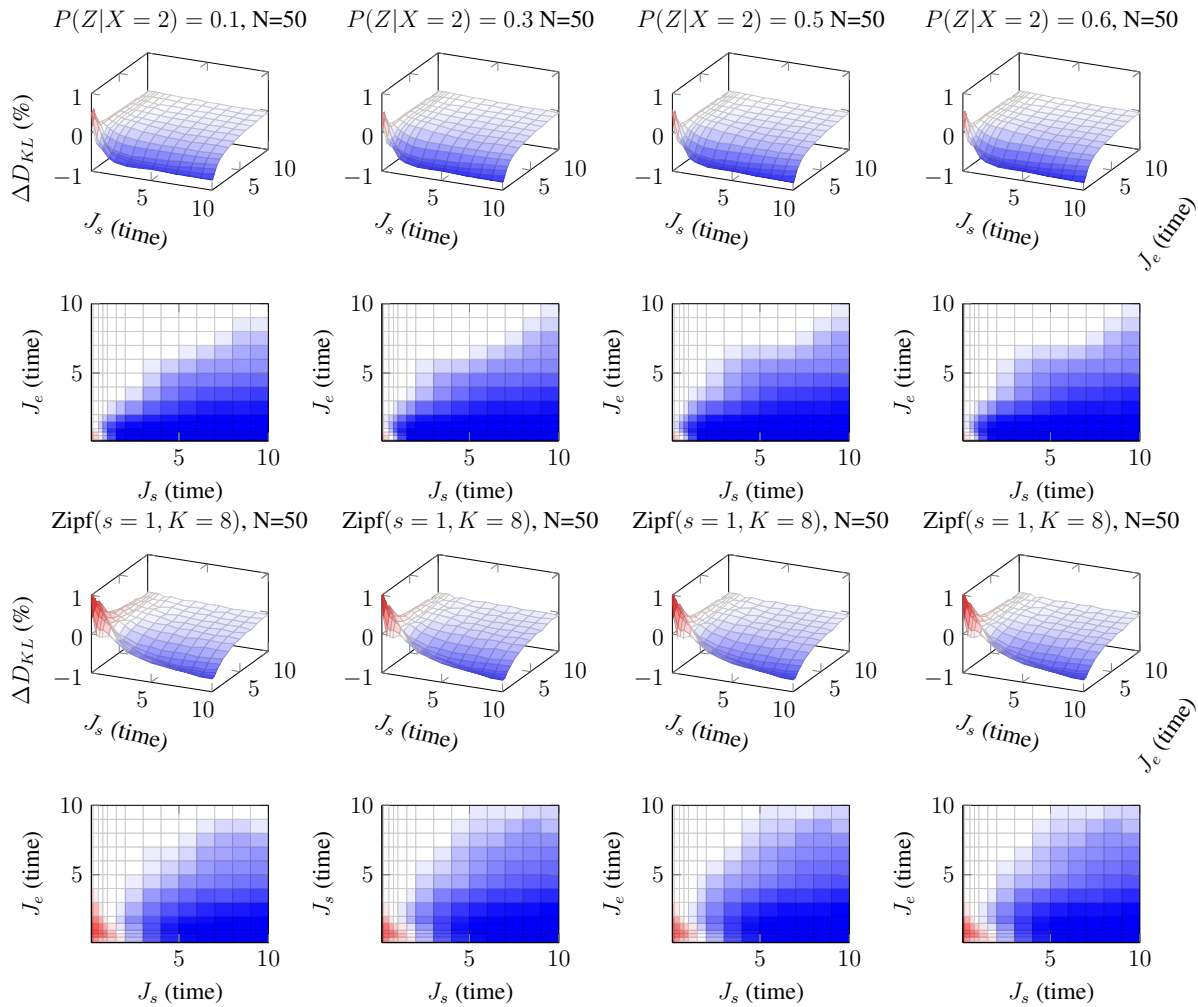 P(Z|X = 2) = 0.1, N=50
P(Z|X = 2) = 0.3 N=50
P(Z|X = 2) = 0.5 N=50
P(Z|X = 2) = 0.6, N=50
ΔD_{KL} (%)
1
0
−1
5
10
J_s (time)
5
10
1
0
−1
5
10
J_s (time)
5
10
1
0
−1
5
10
J_s (time)
5
10
1
0
−1
5
10
J_s (time)
5
10
J_e (time)
J_e (time)
10
5
5
10
J_s (time)
J_e (time)
10
5
5
10
J_s (time)
J_e (time)
10
5
5
10
J_s (time)
J_e (time)
10
5
5
10
J_s (time)
Zipf(s = 1, K = 8), N=50
Zipf(s = 1, K = 8), N=50
Zipf(s = 1, K = 8), N=50
Zipf(s = 1, K = 8), N=50
ΔD_{KL} (%)
1
0
−1
5
10
J_s (time)
5
10
1
0
−1
5
10
J_s (time)
5
10
1
0
−1
5
10
J_s (time)
5
10
1
0
−1
5
10
J_s (time)
5
10
J_e (time)
J_e (time)
10
5
5
10
J_s (time)
J_s (time)
10
5
5
10
J_s (time)
J_e (time)
10
5
5
10
J_s (time)
J_e (time)
10
5
5
10
J_s (time)